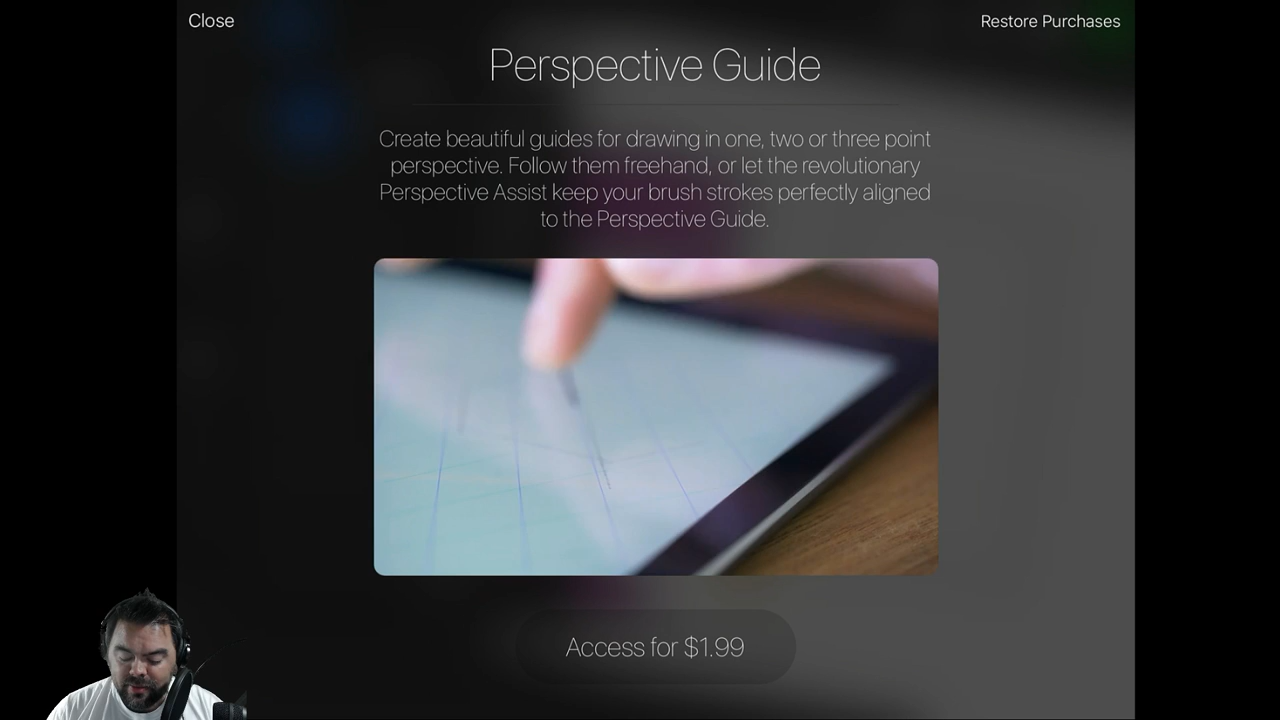 Close
Restore Purchases
Perspective Guide
Create beautiful guides for drawing in one, two or three point
perspective. Follow them freehand, or let the revolutionary
Perspective Assist keep your brush strokes perfectly aligned
to the Perspective Guide.
Access for $1.99